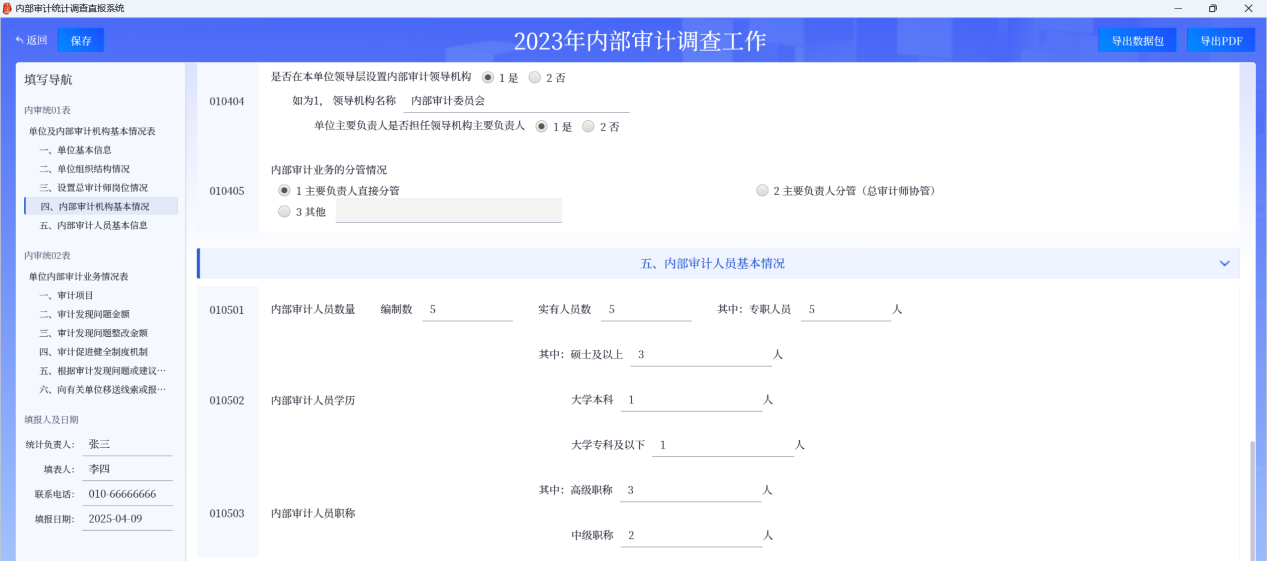 内部审计统计调查直报系统
返回 保存 2023年内部审计调查工作 导出数据包 导出PDF
填写导航
内审统01表
单位及内部审计机构基本情况表
一、单位基本信息
二、单位组织结构情况
三、设置总审计师岗位情况
四、内部审计机构基本情况
五、内部审计人员基本信息
内审统02表
单位内部审计业务情况表
一、审计项目
二、审计发现问题金额
三、审计发现问题整改金额
四、审计促进健全制度机制
五、根据审计发现问题或建议…
六、向有关单位移送线索或报…
填报人及日期
统计负责人: 张三
填表人: 李四
联系电话: 010-66666666
填报日期: 2025-04-09
010404
是否在本单位领导层设置内部审计领导机构 1 是 2 否
如为1, 领导机构名称 内部审计委员会
单位主要负责人是否担任领导机构主要负责人 1 是 2 否
010405
内部审计业务的分管情况
1 主要负责人直接分管 2 主要负责人分管（总审计师协管）
3 其他
五、内部审计人员基本情况
010501 内部审计人员数量 编制数 5 实有人员数 5 其中: 专职人员 5 人
010502 内部审计人员学历
其中: 硕士及以上 3 人
大学本科 1 人
大学专科及以下 1 人
010503 内部审计人员职称
其中: 高级职称 3 人
中级职称 2 人